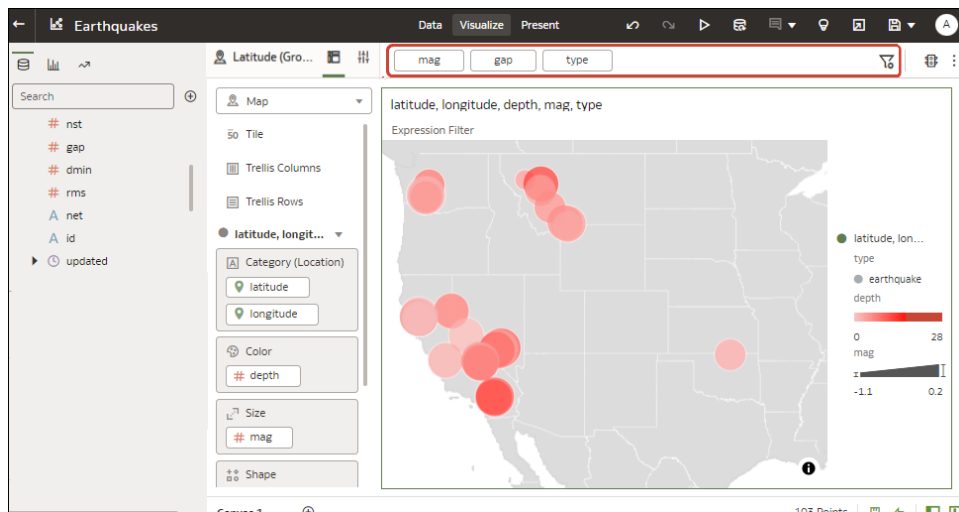 Earthquakes
Data Visualize Present
A
Latitude (Gro...
mag gap type
Search
# nst
# gap
# dmin
# rms
A net
A id
updated
Map
Tile
Trellis Columns
Trellis Rows
latitude, longit...
A Category (Location)
latitude
longitude
Color
# depth
Size
# mag
Shape
latitude, longitude, depth, mag, type
Expression Filter
latitude, lon...
type
earthquake
depth
0 28
mag
-1.1 0.2
Canvas 1
103 Points